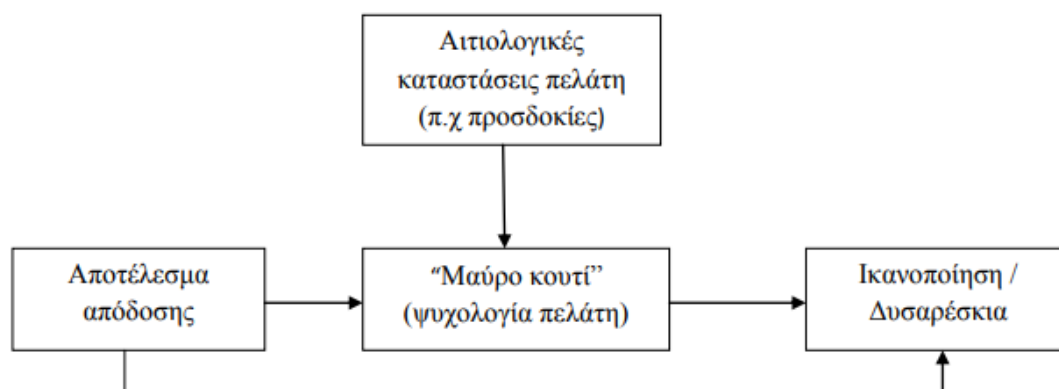 Αιτιολογικές
καταστάσεις πελάτη
(π.χ προσδοκίες)
Αποτέλεσμα
απόδοσης
“Μαύρο κουτί’’
(ψυχολογία πελάτη)
Ικανοποίηση /
Δυσαρέσκια